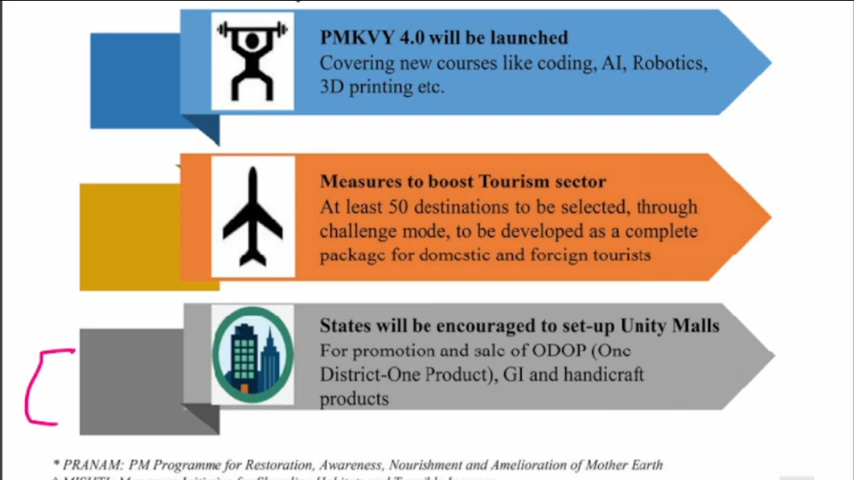 PMKVY 4.0 will be launched
Covering new courses like coding, AI, Robotics,
3D printing etc.
Measures to boost Tourism sector
At least 50 destinations to be selected, through
challenge mode, to be developed as a complete
package for domestic and foreign tourists
States will be encouraged to set-up Unity Malls
For promotion and sale of ODOP (One
District-One Product), GI and handicraft
products
* PRANAM: PM Programme for Restoration, Awareness, Nourishment and Amelioration of Mother Earth